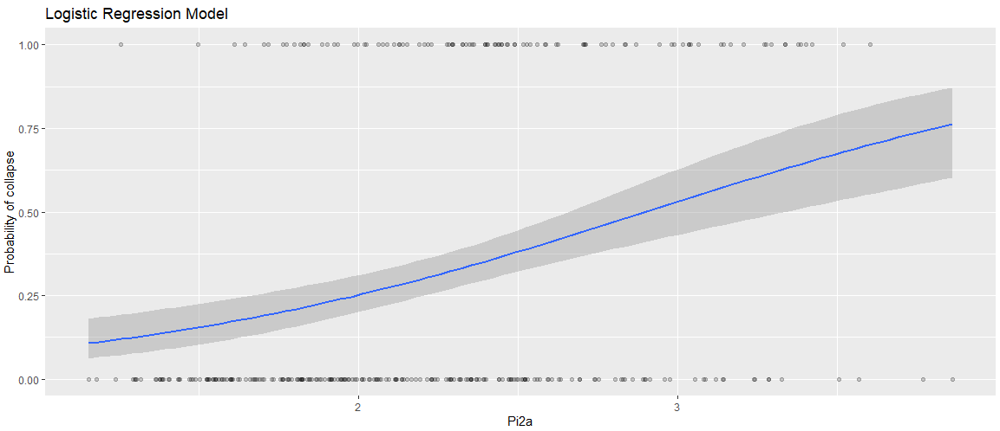 Logistic Regression Model
1.00
0.75
0.50
0.25
0.00
Probability of collapse
2
3
Pi2a